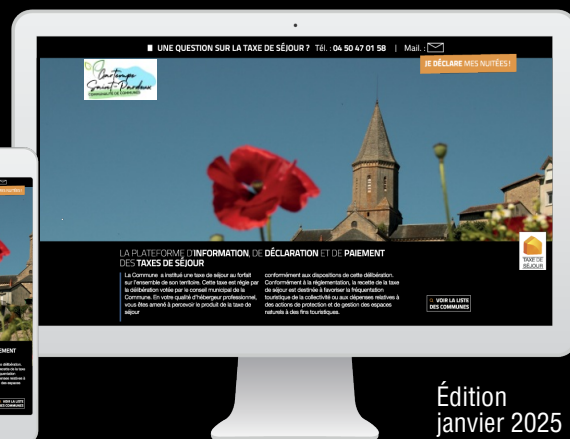 UNE QUESTION SUR LA TAXE DE SÉJOUR ? Tél. : 04 50 47 01 58 | Mail. :
JE DÉCLARE MES NUITÉES !
Gartempe
Saint-Pardoux
COMMUNAUTÉ DE COMMUNES
LA PLATEFORME D'INFORMATION, DE DÉCLARATION ET DE PAIEMENT
DES TAXES DE SÉJOUR
La Commune a institué une taxe de séjour au forfait
sur l'ensemble de son territoire. Cette taxe est régie par
la délibération votée par le conseil municipal de la
Commune. En votre qualité d'hébergeur professionnel,
vous êtes amené à percevoir le produit de la taxe de
séjour
conformément aux dispositions de cette délibération.
Conformément à la réglementation, la recette de la taxe
de séjour est destinée à favoriser la fréquentation
touristique de la collectivité ou aux dépenses relatives à
des actions de protection et de gestion des espaces
naturels à des fins touristiques.
VOIR LA LISTE
DES COMMUNES
TAXE DE
SÉJOUR
Édition
janvier 2025